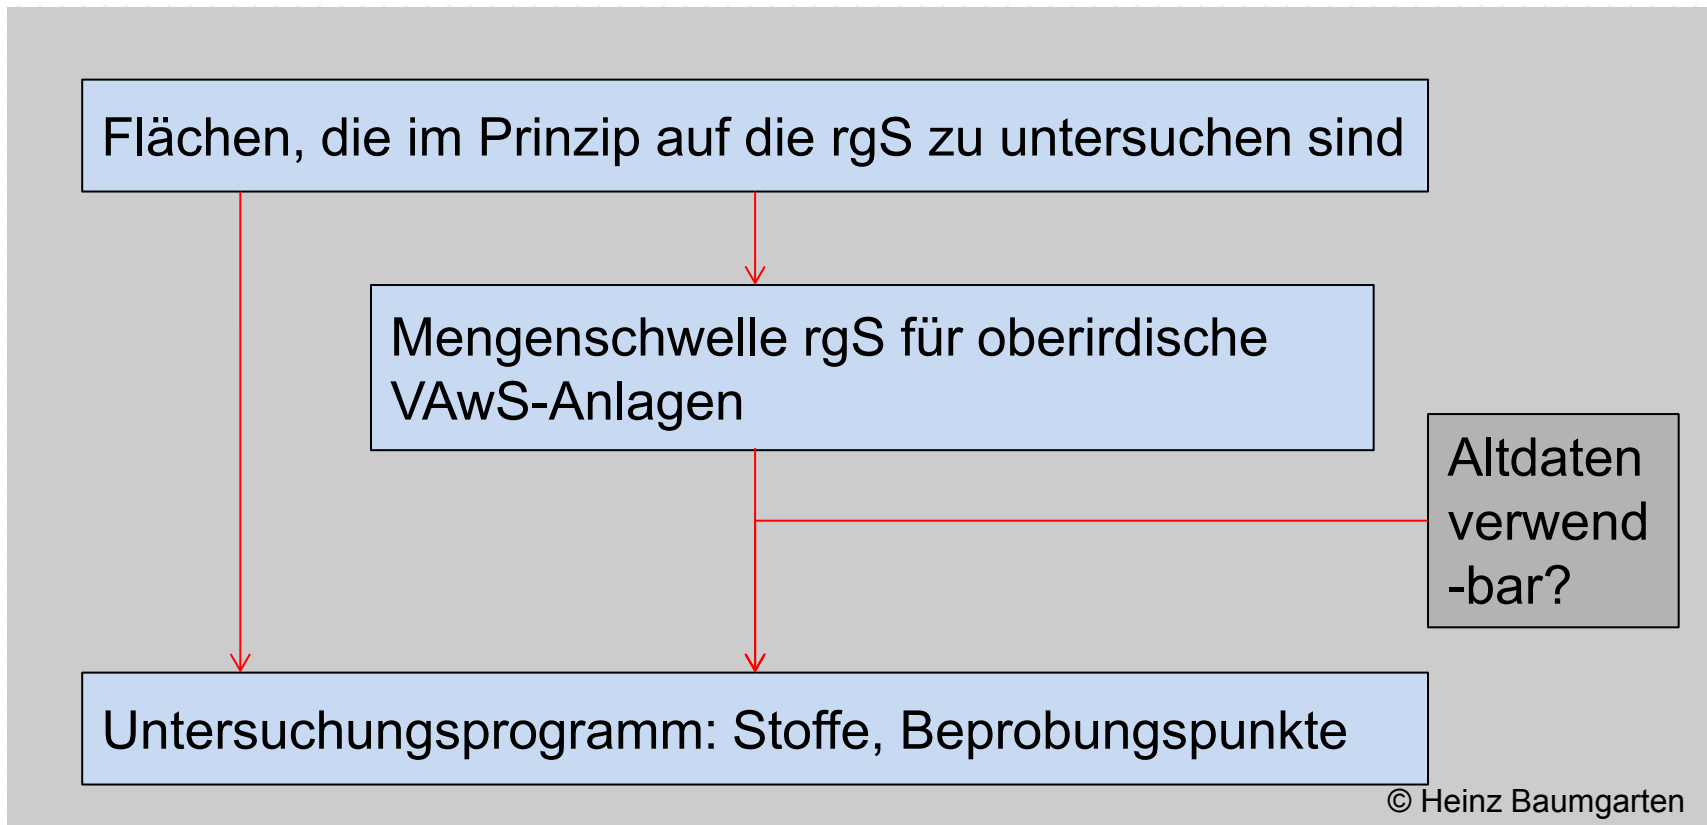 Flächen, die im Prinzip auf die rgS zu untersuchen sind
Mengenschwelle rgS für oberirdische
VAwS-Anlagen
Altdaten
verwend
-bar?
Untersuchungsprogramm: Stoffe, Beprobungspunkte
© Heinz Baumgarten